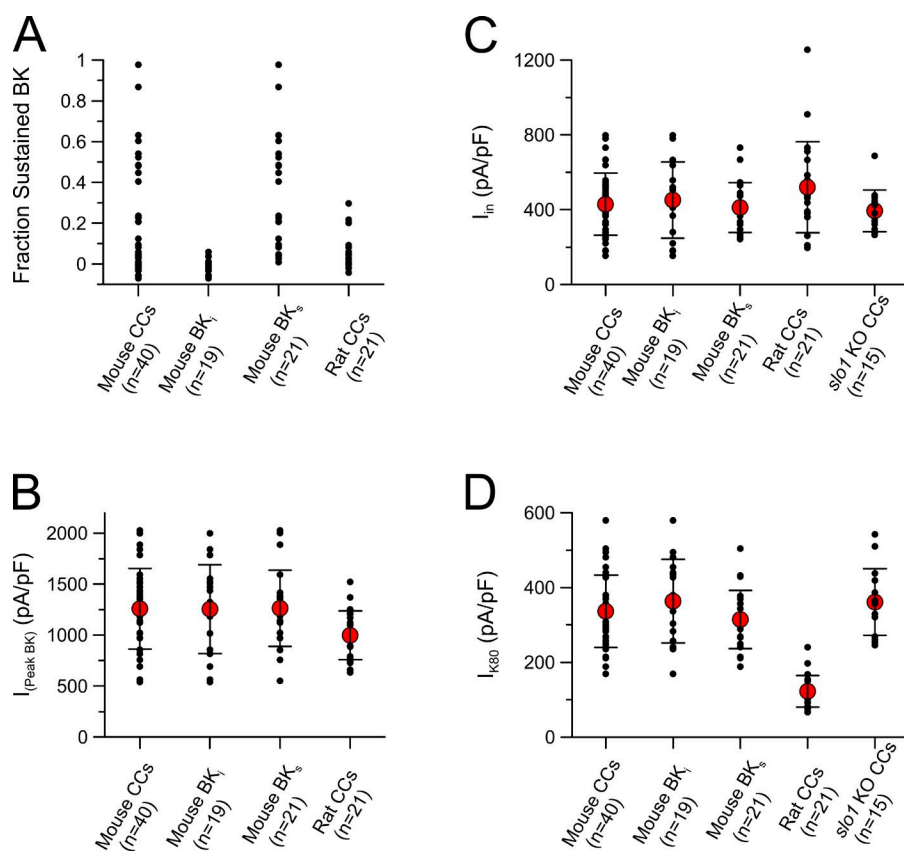 A
Fraction Sustained BK
1
0.8
0.6
0.4
0.2
0
Mouse CCs
(n=40)
Mouse BKi
(n=19)
Mouse BKs
(n=21)
Rat CCs
(n=21)
B
I(Peak BK) (pA/pF)
2000
1500
1000
500
0
Mouse CCs
(n=40)
Mouse BKi
(n=19)
Mouse BKs
(n=21)
Rat CCs
(n=21)
C
Iin (pA/pF)
1200
800
400
0
Mouse CCs
(n=40)
Mouse BKi
(n=19)
Mouse BKs
(n=21)
Rat CCs
(n=21)
slo1 KO CCs
(n=15)
D
IK80 (pA/pF)
600
400
200
0
Mouse CCs
(n=40)
Mouse BKi
(n=19)
Mouse BKs
(n=21)
Rat CCs
(n=21)
slo1 KO CCs
(n=15)